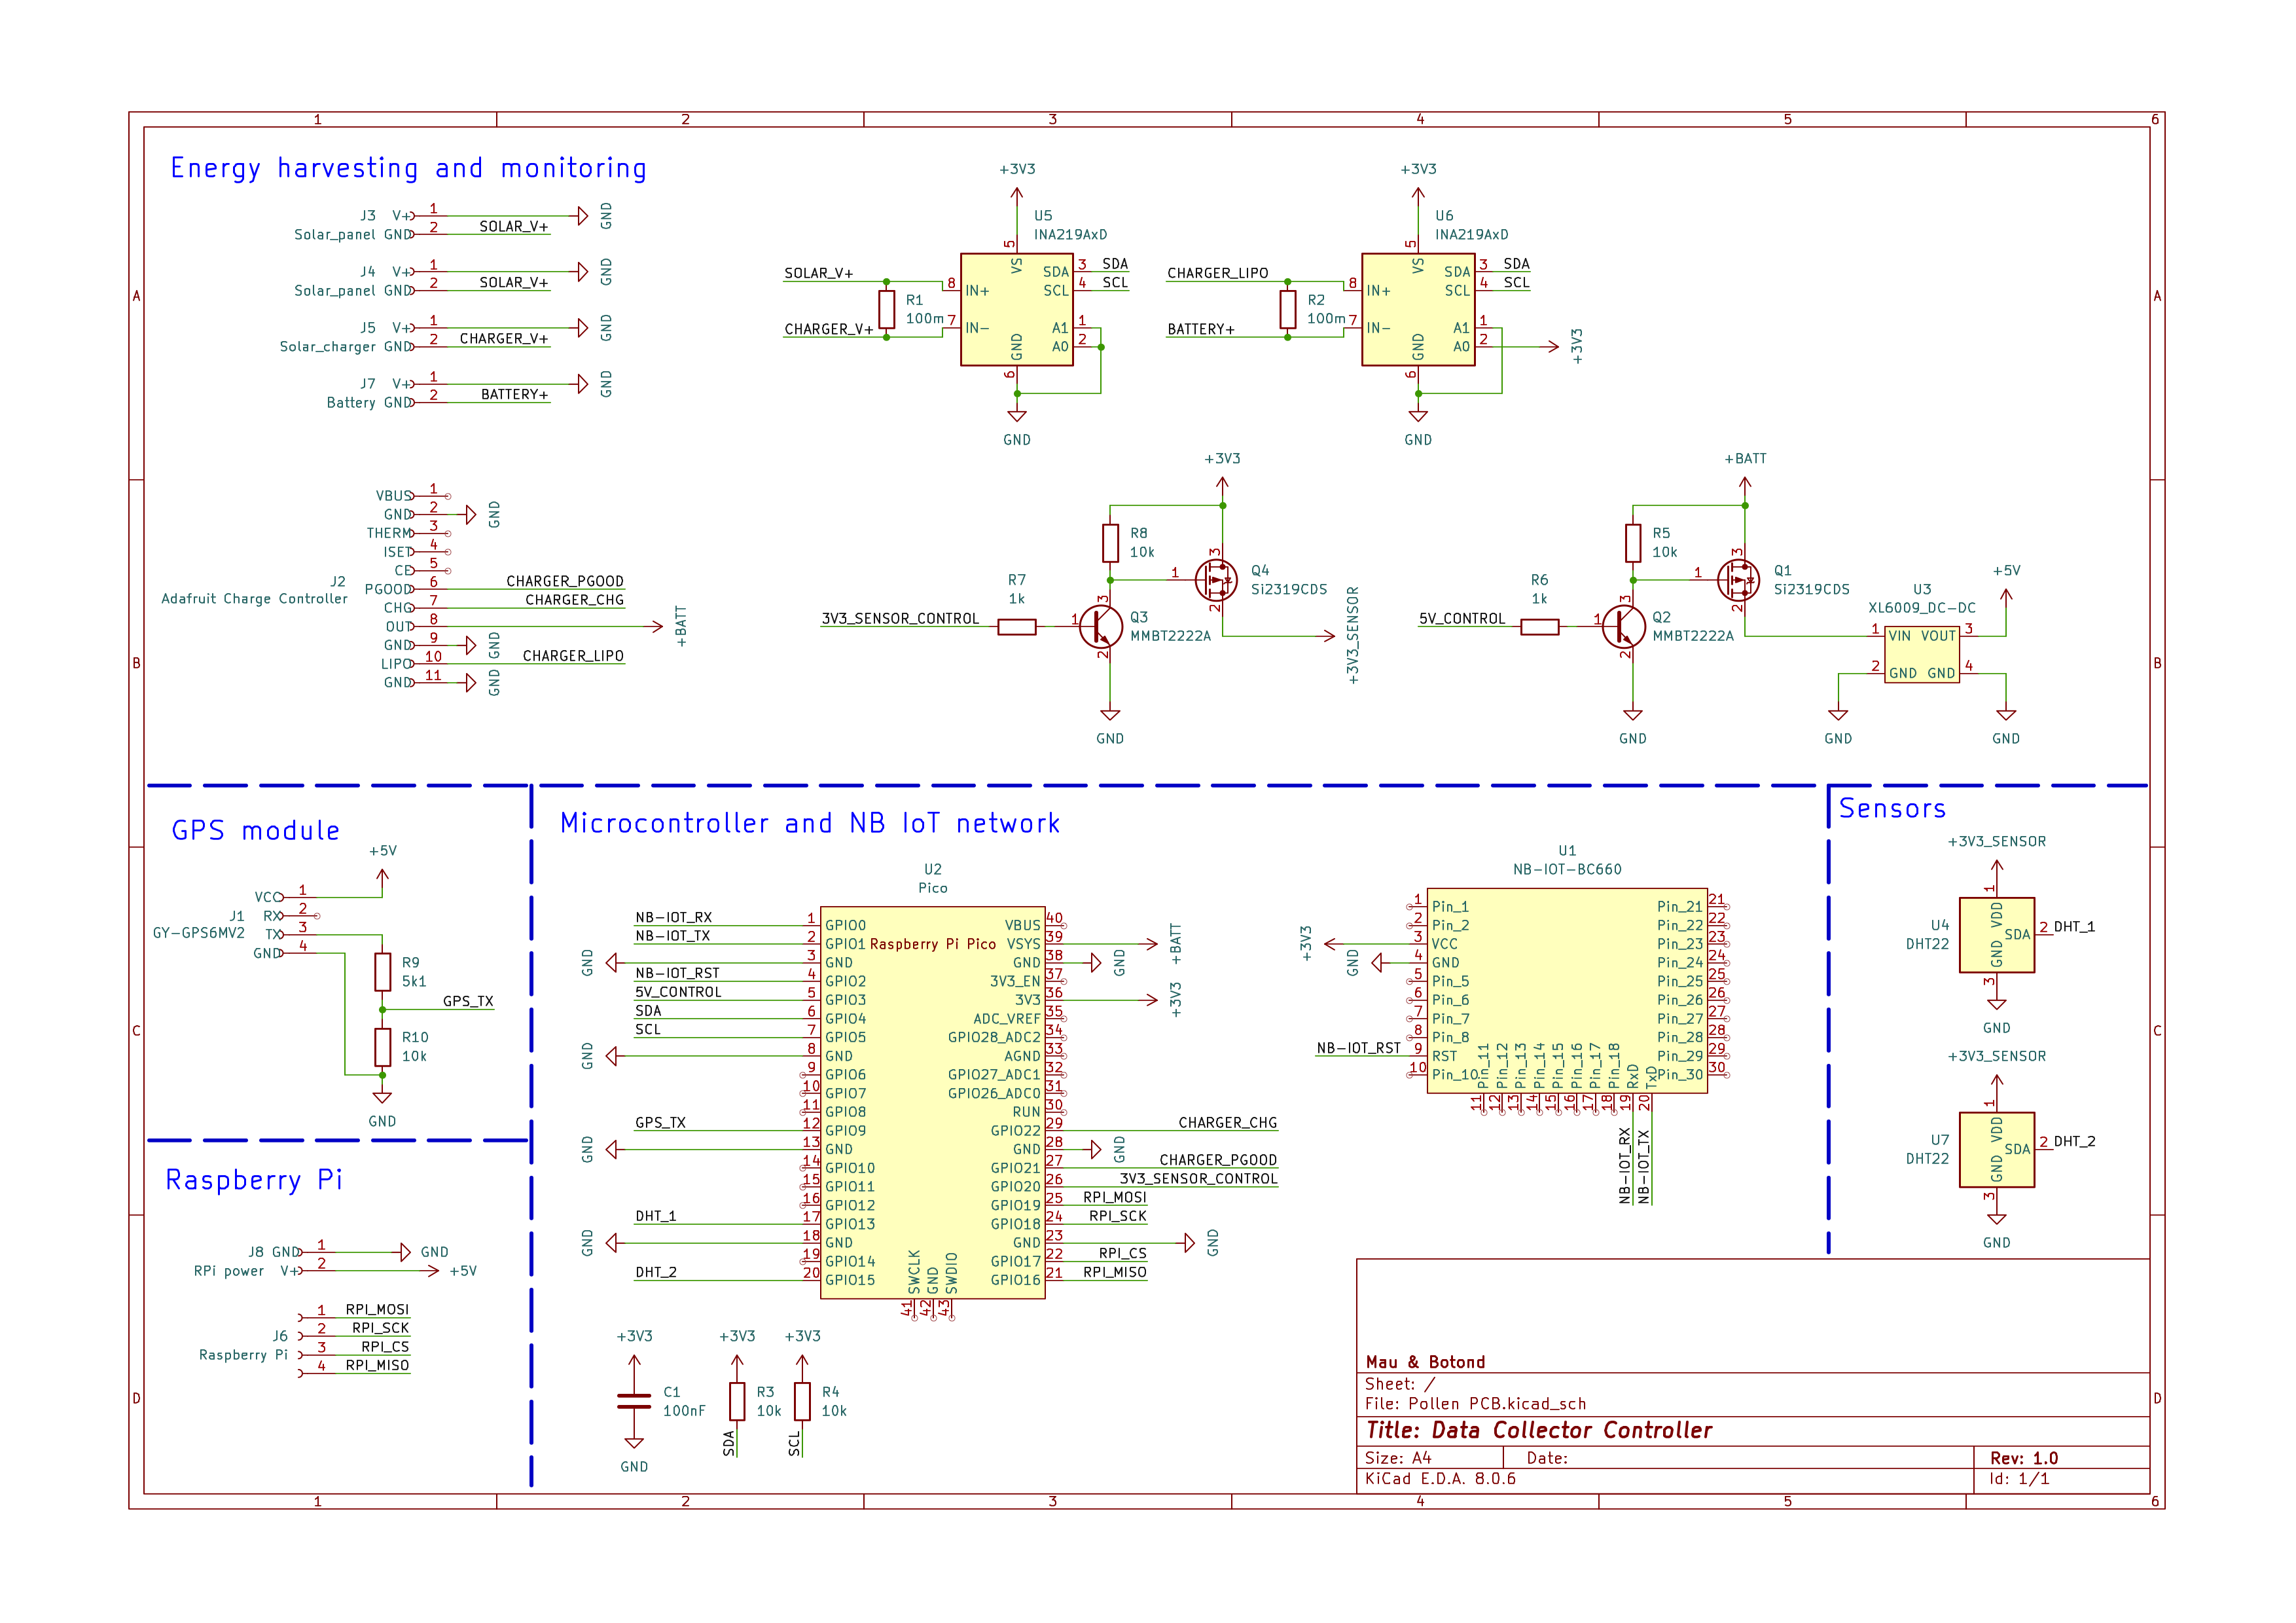 1 2 3 4 5 6
Energy harvesting and monitoring
J3 V+ 1
Solar_panel GND 2 SOLAR_V+
GND
J4 V+ 1
Solar_panel GND 2 SOLAR_V+
GND
J5 V+ 1
Solar_charger GND 2 CHARGER_V+
GND
J7 V+ 1
Battery GND 2 BATTERY+
GND
+3V3
U5
INA219AxD
5
VS
SOLAR_V+
8 IN+
SDA 3 SDA
SCL 4 SCL
R1
100m
CHARGER_V+
7 IN-
A1 1
A0 2
GND
6
GND
+3V3
U6
INA219AxD
5
VS
CHARGER_LIPO
8 IN+
SDA 3 SDA
SCL 4 SCL
R2
100m
BATTERY+
7 IN-
A1 1
A0 2
+3V3
GND
6
GND
A
A
J2
Adafruit Charge Controller
VBUS 1
GND 2 GND
THERM 3
ISET 4
CE 5
PGOOD 6 CHARGER_PGOOD
CHG 7 CHARGER_CHG
OUT 8 +BATT
GND 9 GND
LIPO 10 CHARGER_LIPO
GND 11 GND
+3V3
R8
10k
3
1
Q4
Si2319CDS
2
R7
1k
3V3_SENSOR_CONTROL
3
1
Q3
MMBT2222A
2
+3V3_SENSOR
GND
+BATT
R5
10k
3
1
Q1
Si2319CDS
2
R6
1k
5V_CONTROL
3
1
Q2
MMBT2222A
2
GND
U3
XL6009_DC-DC
+5V
1 VIN VOUT 3
2 GND GND 4
GND
GND
B
B
GPS module
+5V
J1
GY-GPS6MV2
VCC 1
RX 2
TX 3
GND 4
R9
5k1
GPS_TX
R10
10k
GND
Raspberry Pi
J8 GND 1 GND
RPi power V+ 2 +5V
J6
Raspberry Pi
1 RPI_MOSI
2 RPI_SCK
3 RPI_CS
4 RPI_MISO
Microcontroller and NB IoT network
U2
Pico
Raspberry Pi Pico
NB-IOT_RX 1 GPIO0
NB-IOT_TX 2 GPIO1
GND 3 GND
NB-IOT_RST 4 GPIO2
5V_CONTROL 5 GPIO3
SDA 6 GPIO4
SCL 7 GPIO5
GND 8 GND
9 GPIO6
10 GPIO7
11 GPIO8
GPS_TX 12 GPIO9
GND 13 GND
14 GPIO10
15 GPIO11
16 GPIO12
DHT_1 17 GPIO13
GND 18 GND
19 GPIO14
DHT_2 20 GPIO15
VBUS 40
VSYS 39 +BATT
GND 38 GND
3V3_EN 37
3V3 36 +3V3
ADC_VREF 35
GPIO28_ADC2 34
AGND 33
GPIO27_ADC1 32
GPIO26_ADC0 31
RUN 30
GPIO22 29 CHARGER_CHG
GND 28 GND
GPIO21 27 CHARGER_PGOOD
GPIO20 26 3V3_SENSOR_CONTROL
GPIO19 25 RPI_MOSI
GPIO18 24 RPI_SCK
GND 23 GND
GPIO17 22 RPI_CS
GPIO16 21 RPI_MISO
SWCLK 41
GND 42
SWDIO 43
+3V3
C1
100nF
GND
+3V3
R3
10k
SDA
+3V3
R4
10k
SCL
U1
NB-IOT-BC660
1 Pin_1
2 Pin_2
+3V3 3 VCC
GND 4 GND
5 Pin_5
6 Pin_6
7 Pin_7
8 Pin_8
NB-IOT_RST 9 RST
10 Pin_10
Pin_11 11
Pin_12 12
Pin_13 13
Pin_14 14
Pin_15 15
Pin_16 16
Pin_17 17
Pin_18 18
RxD 19 NB-IOT_RX
TxD 20 NB-IOT_TX
Pin_21 21
Pin_22 22
Pin_23 23
Pin_24 24
Pin_25 25
Pin_26 26
Pin_27 27
Pin_28 28
Pin_29 29
Pin_30 30
Sensors
+3V3_SENSOR
1
VDD
U4
DHT22
SDA 2 DHT_1
GND
3
GND
+3V3_SENSOR
1
VDD
U7
DHT22
SDA 2 DHT_2
GND
3
GND
C
C
D
D
Mau & Botond
Sheet: /
File: Pollen PCB.kicad_sch
Title: Data Collector Controller
Size: A4 Date: Rev: 1.0
KiCad E.D.A. 8.0.6 Id: 1/1
1 2 3 4 5 6